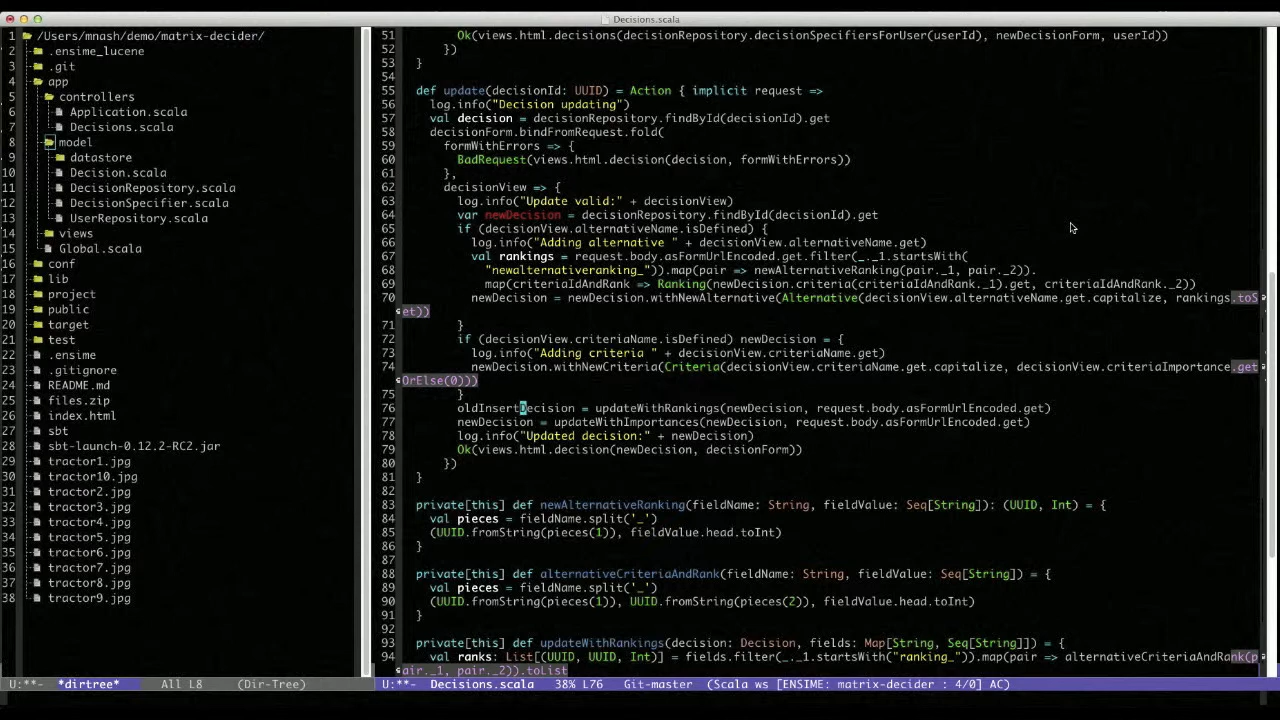 Decisions.scala
1 /Users/mnash/demo/matrix-decider/
2 .ensime_lucene
3 .git
4 app
5 controllers
6 Application.scala
7 Decisions.scala
8 model
9 datastore
10 Decision.scala
11 DecisionRepository.scala
12 DecisionSpecifier.scala
13 UserRepository.scala
14 views
15 Global.scala
16 conf
17 lib
18 project
19 public
20 target
21 test
22 .ensime
23 .gitignore
24 README.md
25 files.zip
26 index.html
27 sbt
28 sbt-launch-0.12.2-RC2.jar
29 tractor1.jpg
30 tractor10.jpg
31 tractor2.jpg
32 tractor3.jpg
33 tractor4.jpg
34 tractor5.jpg
35 tractor6.jpg
36 tractor7.jpg
37 tractor8.jpg
38 tractor9.jpg
U:**- *dirtree* All L8 (Dir-Tree)
51 Ok(views.html.decisions(decisionRepository.decisionSpecifiersForUser(userId), newDecisionForm, userId))
52 })
53 }
54
55 def update(decisionId: UUID) = Action { implicit request =>
56 log.info("Decision updating")
57 val decision = decisionRepository.findById(decisionId).get
58 decisionForm.bindFromRequest.fold(
59 formWithErrors => {
60 BadRequest(views.html.decision(decision, formWithErrors))
61 },
62 decisionView => {
63 log.info("Update valid:" + decisionView)
64 var newDecision = decisionRepository.findById(decisionId).get
65 if (decisionView.alternativeName.isDefined) {
66 log.info("Adding alternative " + decisionView.alternativeName.get)
67 val rankings = request.body.asFormUrlEncoded.get.filter(_._1.startsWith(
68 "newalternativeranking_")).map(pair => newAlternativeRanking(pair._1, pair._2)).
69 map(criteriaIdAndRank => Ranking(newDecision.criteria(criteriaIdAndRank._1).get, criteriaIdAndRank._2))
70 newDecision = newDecision.withNewAlternative(Alternative(decisionView.alternativeName.get.capitalize, rankings.toS
et))
71 }
72 if (decisionView.criteriaName.isDefined) newDecision = {
73 log.info("Adding criteria " + decisionView.criteriaName.get)
74 newDecision.withNewCriteria(Criteria(decisionView.criteriaName.get.capitalize, decisionView.criteriaImportance.get
OrElse(0)))
75 }
76 oldInsertDecision = updateWithRankings(newDecision, request.body.asFormUrlEncoded.get)
77 newDecision = updateWithImportances(newDecision, request.body.asFormUrlEncoded.get)
78 log.info("Updated decision:" + newDecision)
79 Ok(views.html.decision(newDecision, decisionForm))
80 })
81 }
82
83 private[this] def newAlternativeRanking(fieldName: String, fieldValue: Seq[String]): (UUID, Int) = {
84 val pieces = fieldName.split('_')
85 (UUID.fromString(pieces(1)), fieldValue.head.toInt)
86 }
87
88 private[this] def alternativeCriteriaAndRank(fieldName: String, fieldValue: Seq[String]) = {
89 val pieces = fieldName.split('_')
90 (UUID.fromString(pieces(1)), UUID.fromString(pieces(2)), fieldValue.head.toInt)
91 }
92
93 private[this] def updateWithRankings(decision: Decision, fields: Map[String, Seq[String]]) = {
94 val ranks: List[(UUID, UUID, Int)] = fields.filter(_._1.startsWith("ranking_")).map(pair => alternativeCriteriaAndRank(p
air._1, pair._2)).toList
U:**- Decisions.scala 38% L76 Git-master (Scala ws [ENSIME: matrix-decider : 4/0] AC)